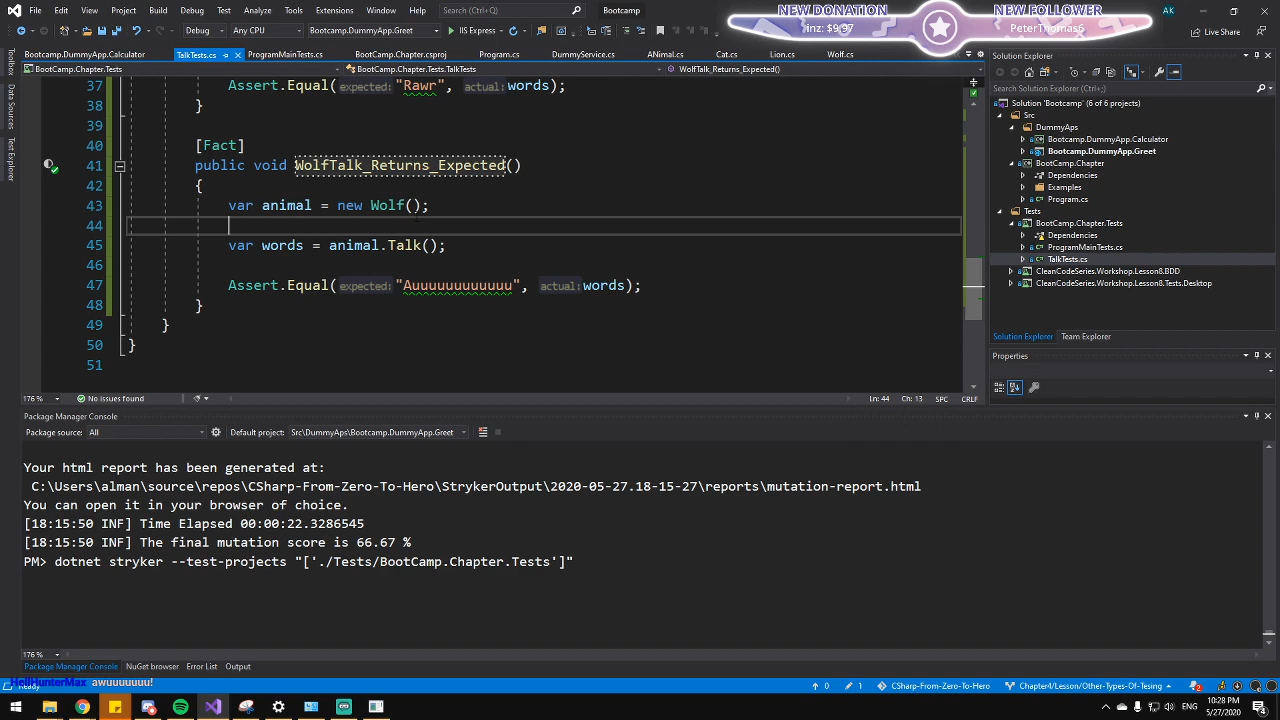 File Edit View Git Project Build Debug Test Analyze Tools Extensions Window Help Search (Ctrl+Q) Bootcamp
NEW DONATION
inz: $9.97
NEW FOLLOWER
PeterThomas6
Debug Any CPU Bootcamp.DummyApp.Greet IIS Express Live Share
Bootcamp.DummyApp.Calculator TalkTests.cs ProgramMainTests.cs BootCamp.Chapter.csproj Program.cs DummyService.cs ANimal.cs Cat.cs Lion.cs Wolf.cs
BootCamp.Chapter.Tests BootCamp.Chapter.Tests.TalkTests WolfTalk_Returns_Expected()
37 Assert.Equal(expected: "Rawr", actual: words);
38 }
39
40 [Fact]
41 public void WolfTalk_Returns_Expected()
42 {
43 var animal = new Wolf();
44
45 var words = animal.Talk();
46
47 Assert.Equal(expected: "Auuuuuuuuuuuu", actual: words);
48 }
49 }
50 }
51
176 % No issues found Ln: 44 Ch: 13 SPC CRLF
Toolbox
Data Sources
Test Explorer
Solution Explorer
Search Solution Explorer (Ctrl+;)
Solution 'Bootcamp' (6 of 6 projects)
Src
DummyAps
Bootcamp.DummyApp.Calculator
Bootcamp.DummyApp.Greet
BootCamp.Chapter
Dependencies
Examples
Program.cs
Tests
BootCamp.Chapter.Tests
Dependencies
ProgramMainTests.cs
TalkTests.cs
CleanCodeSeries.Workshop.Lesson8.BDD
CleanCodeSeries.Workshop.Lesson8.Tests.Desktop
Solution Explorer Team Explorer
Properties
Package Manager Console
Package source: All Default project: Src\DummyAps\Bootcamp.DummyApp.Greet
Your html report has been generated at:
C:\Users\alman\source\repos\CSharp-From-Zero-To-Hero\StrykerOutput\2020-05-27.18-15-27\reports\mutation-report.html
You can open it in your browser of choice.
[18:15:50 INF] Time Elapsed 00:00:22.3286545
[18:15:50 INF] The final mutation score is 66.67 %
PM> dotnet stryker --test-projects "['./Tests/BootCamp.Chapter.Tests']"
176 %
Package Manager Console NuGet browser Error List Output
HellHunterMax awuuuuuuu!
Ready 0 1 CSharp-From-Zero-To-Hero Chapter4/Lesson/Other-Types-Of-Tesing 2
ENG 10:28 PM 5/27/2020 4